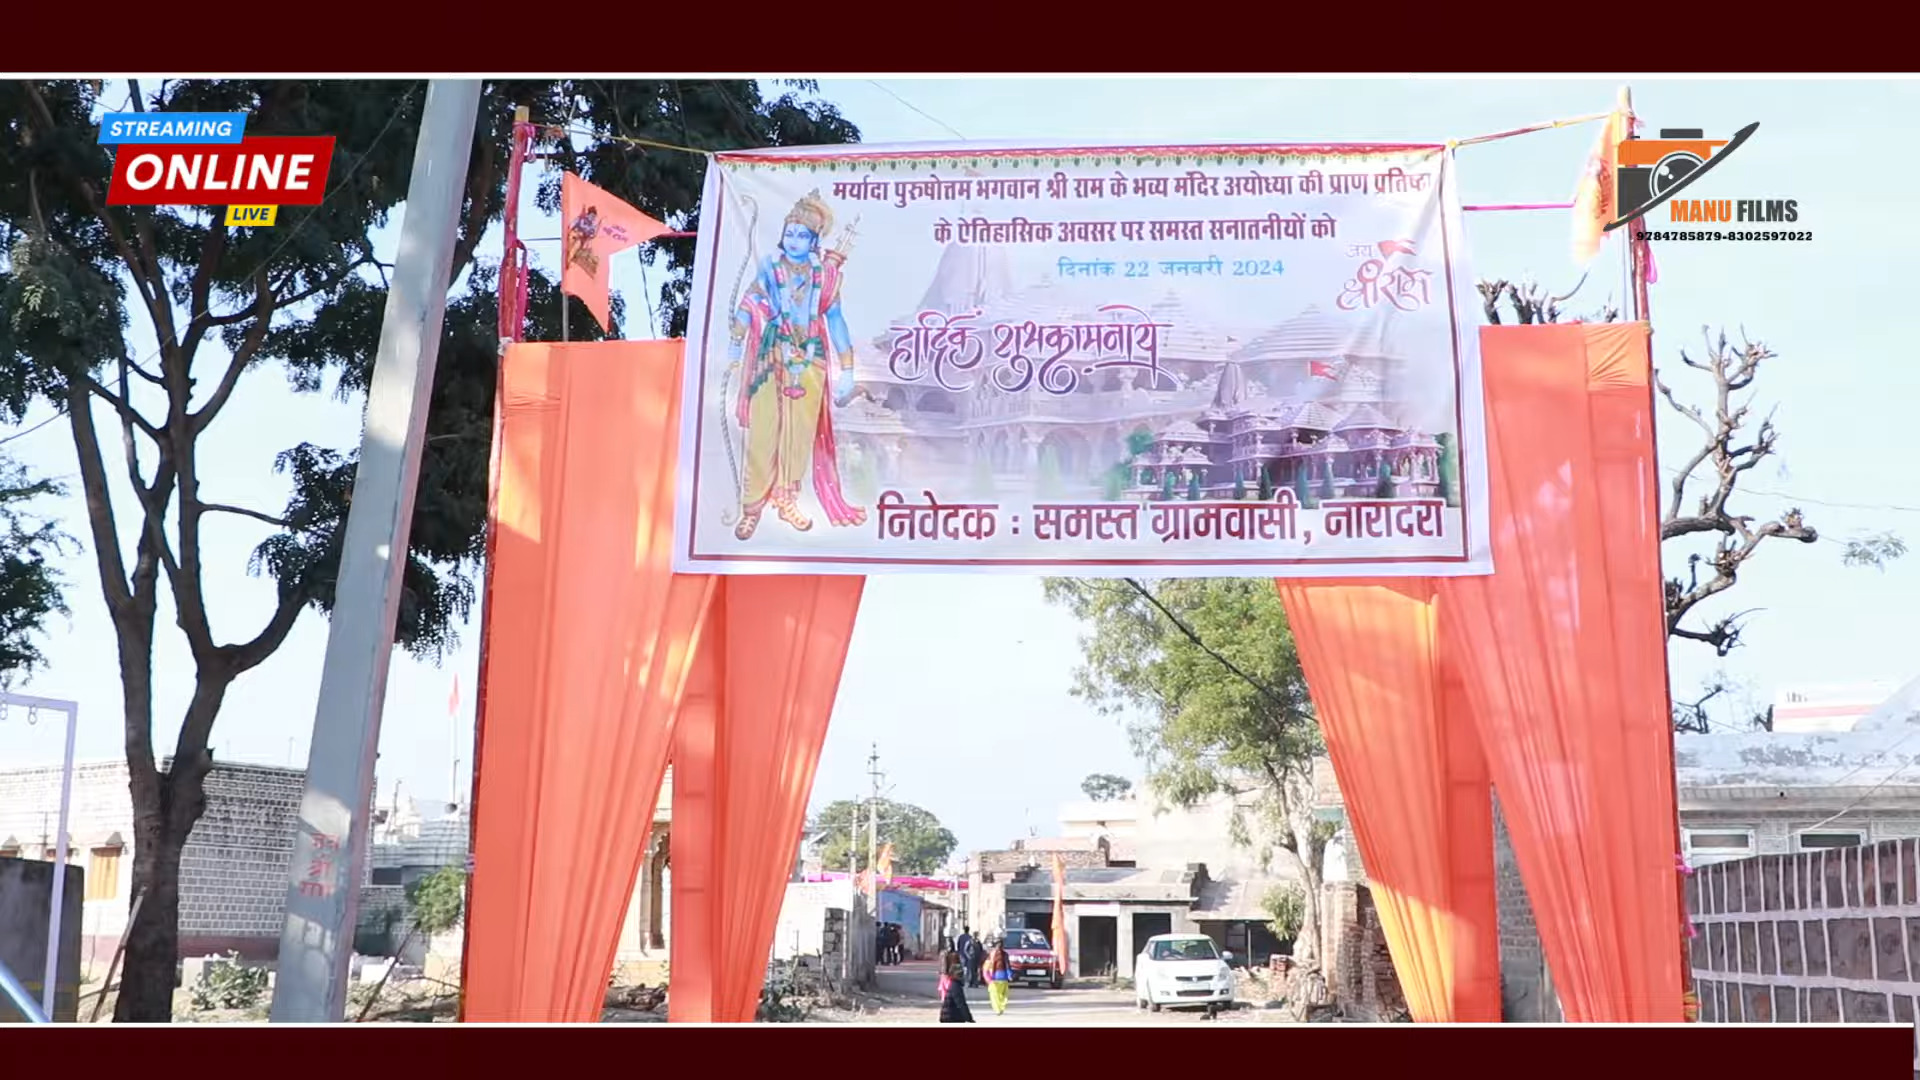 STREAMING
ONLINE
LIVE
MANU FILMS
9784785879-8302597022
मर्यादा पुरुषोत्तम भगवान श्री राम के भव्य मंदिर अयोध्या की प्राण प्रतिष्ठा
के ऐतिहासिक अवसर पर समस्त सनातनीयों को
दिनांक 22 जनवरी 2024
जय
श्री राम
हार्दिक शुभकामनाये
निवेदक : समस्त ग्रामवासी, नारादरा
जय
श्री
राम